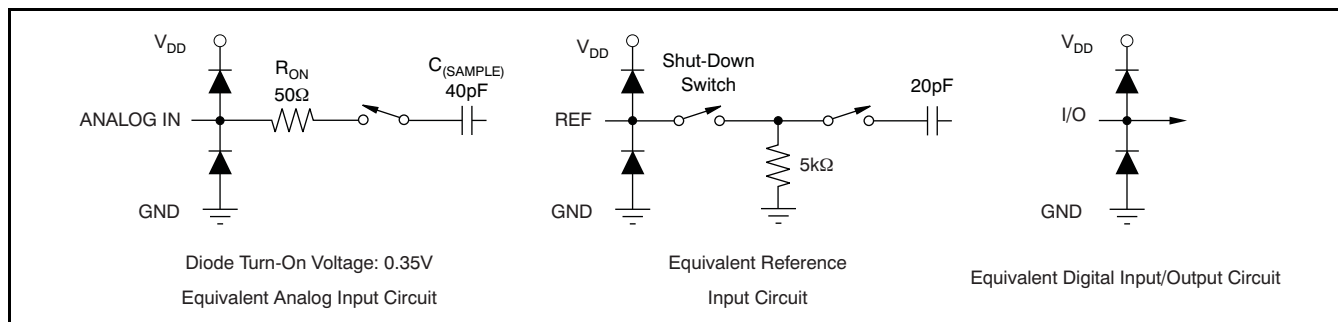 V_DD
R_ON
50Ω
C_(SAMPLE)
40pF
ANALOG IN
GND
Diode Turn-On Voltage: 0.35V
Equivalent Analog Input Circuit
V_DD
Shut-Down
Switch
20pF
REF
5kΩ
GND
Equivalent Reference
Input Circuit
V_DD
I/O
GND
Equivalent Digital Input/Output Circuit